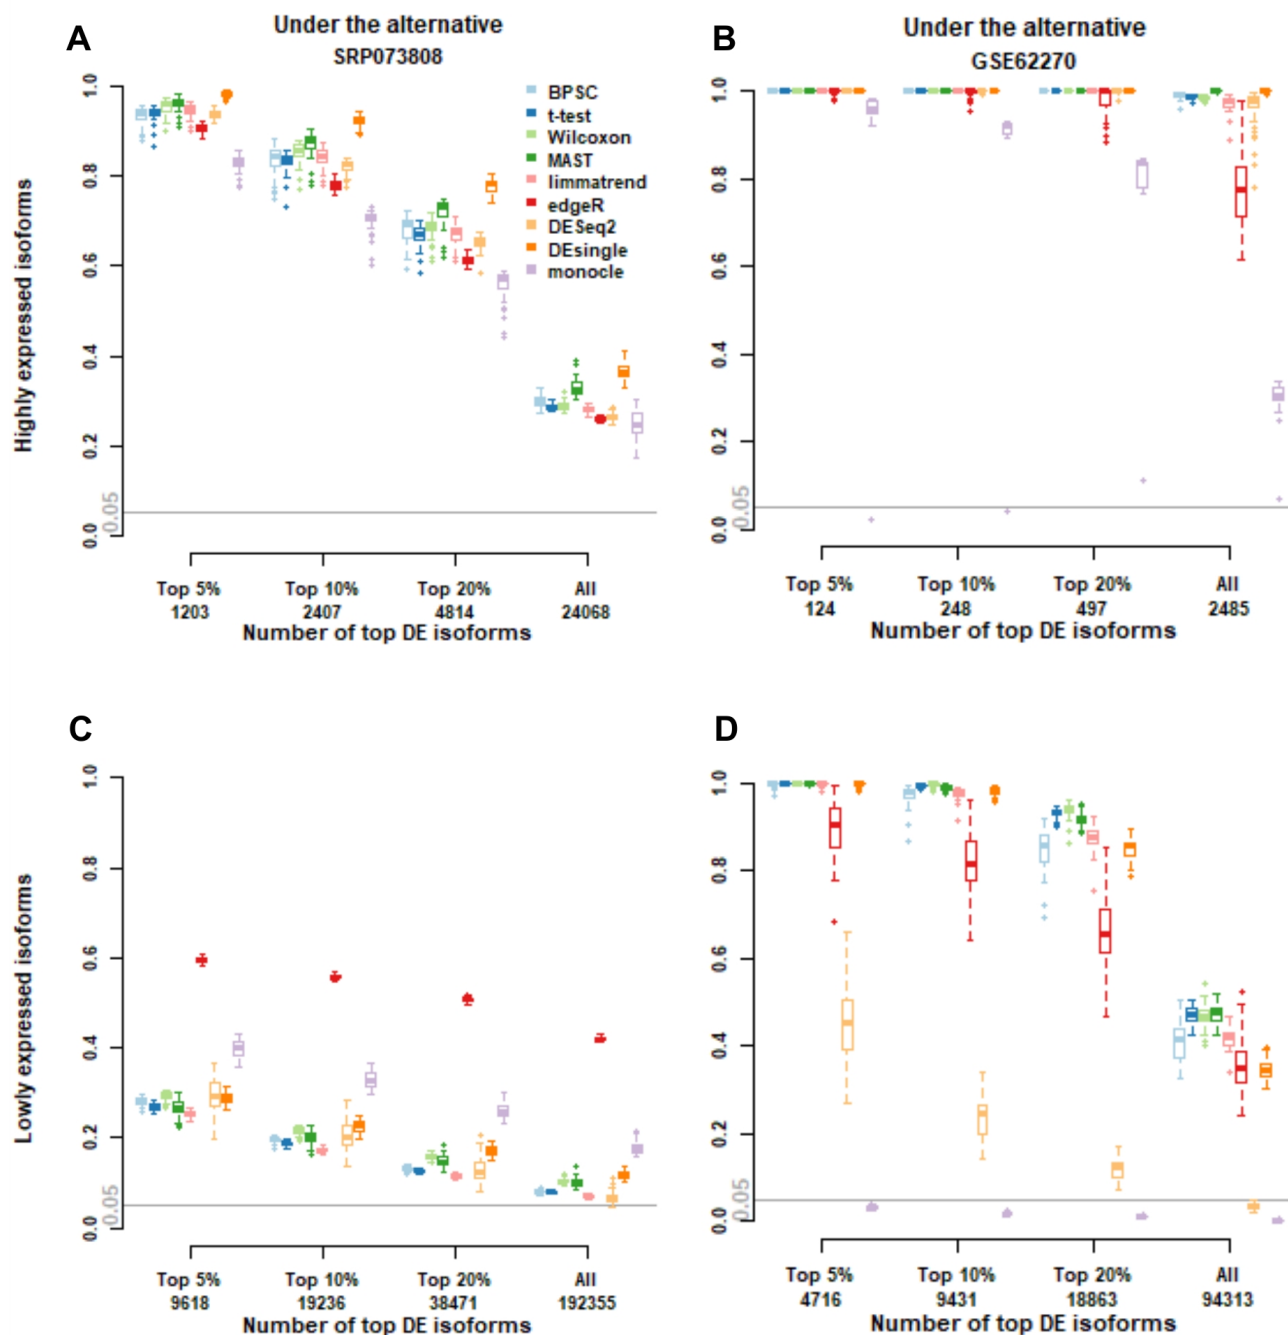 A
Under the alternative
SRP073808
Highly expressed isoforms
1.0
0.8
0.6
0.4
0.2
0.0
0.05
BPSC
t-test
Wilcoxon
MAST
limmatrend
edgeR
DESeq2
DEsingle
monocle
Top 5% Top 10% Top 20% All
1203 2407 4814 24068
Number of top DE isoforms
B
Under the alternative
GSE62270
1.0
0.8
0.6
0.4
0.2
0.0
0.05
Top 5% Top 10% Top 20% All
124 248 497 2485
Number of top DE isoforms
C
Lowly expressed isoforms
1.0
0.8
0.6
0.4
0.2
0.0
0.05
Top 5% Top 10% Top 20% All
9618 19236 38471 192355
Number of top DE isoforms
D
1.0
0.8
0.6
0.4
0.2
0.0
0.05
Top 5% Top 10% Top 20% All
4716 9431 18863 94313
Number of top DE isoforms